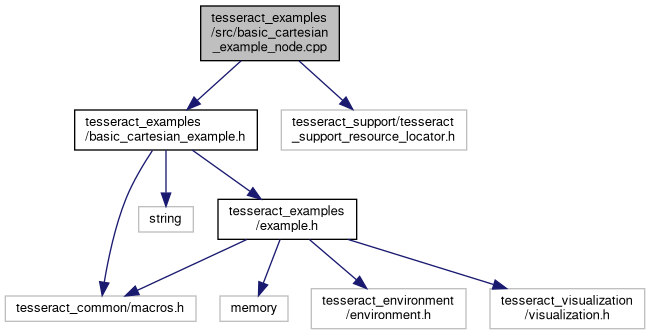 tesseract_examples
/src/basic_cartesian
_example_node.cpp
tesseract_examples
/basic_cartesian_example.h
tesseract_support/tesseract
_support_resource_locator.h
string
tesseract_examples
/example.h
tesseract_common/macros.h
memory
tesseract_environment
/environment.h
tesseract_visualization
/visualization.h